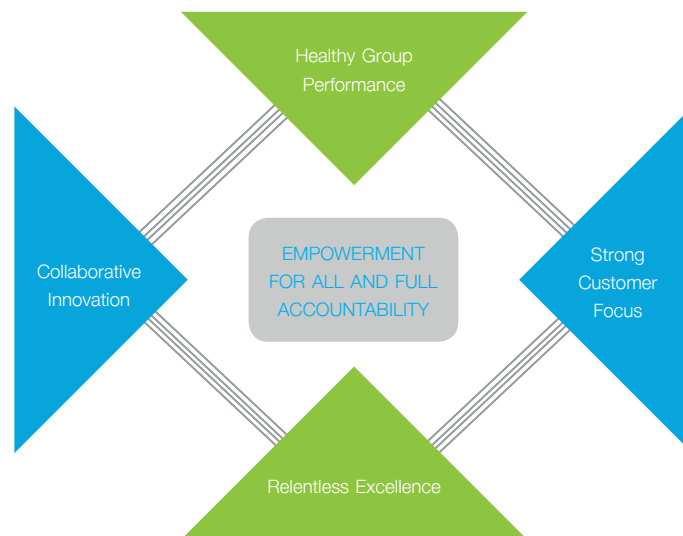 Healthy Group
Performance
Collaborative
Innovation
EMPOWERMENT
FOR ALL AND FULL
ACCOUNTABILITY
Strong
Customer
Focus
Relentless Excellence